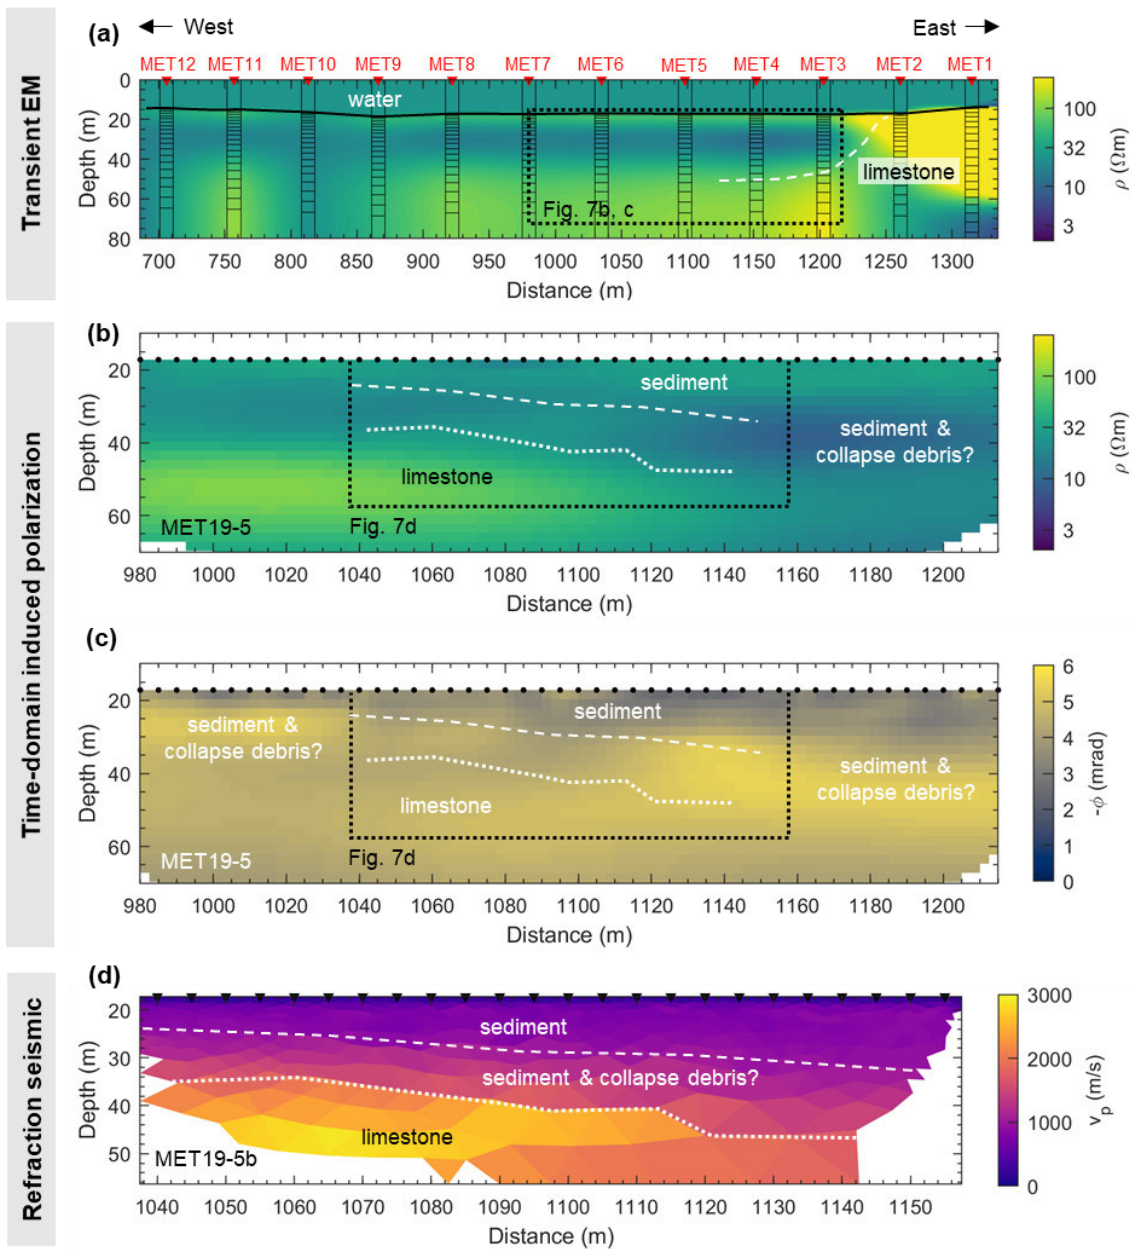 (a)
West
East
MET12 MET11 MET10 MET9 MET8 MET7 MET6 MET5 MET4 MET3 MET2 MET1
Transient EM
Depth (m)
0
20
40
60
80
water
limestone
Fig. 7b, c
700 750 800 850 900 950 1000 1050 1100 1150 1200 1250 1300
Distance (m)
100
32
10
3
ρ (Ωm)
Time-domain induced polarization
(b)
Depth (m)
20
40
60
sediment
sediment &
collapse debris?
limestone
MET19-5
Fig. 7d
980 1000 1020 1040 1060 1080 1100 1120 1140 1160 1180 1200
Distance (m)
100
32
10
3
ρ (Ωm)
(c)
Depth (m)
20
40
60
sediment &
collapse debris?
sediment
sediment &
collapse debris?
limestone
MET19-5
Fig. 7d
980 1000 1020 1040 1060 1080 1100 1120 1140 1160 1180 1200
Distance (m)
6
5
4
3
2
1
0
-ϕ (mrad)
Refraction seismic
(d)
Depth (m)
20
30
40
50
sediment
sediment & collapse debris?
limestone
MET19-5b
1040 1050 1060 1070 1080 1090 1100 1110 1120 1130 1140 1150
Distance (m)
3000
2000
1000
0
vp (m/s)